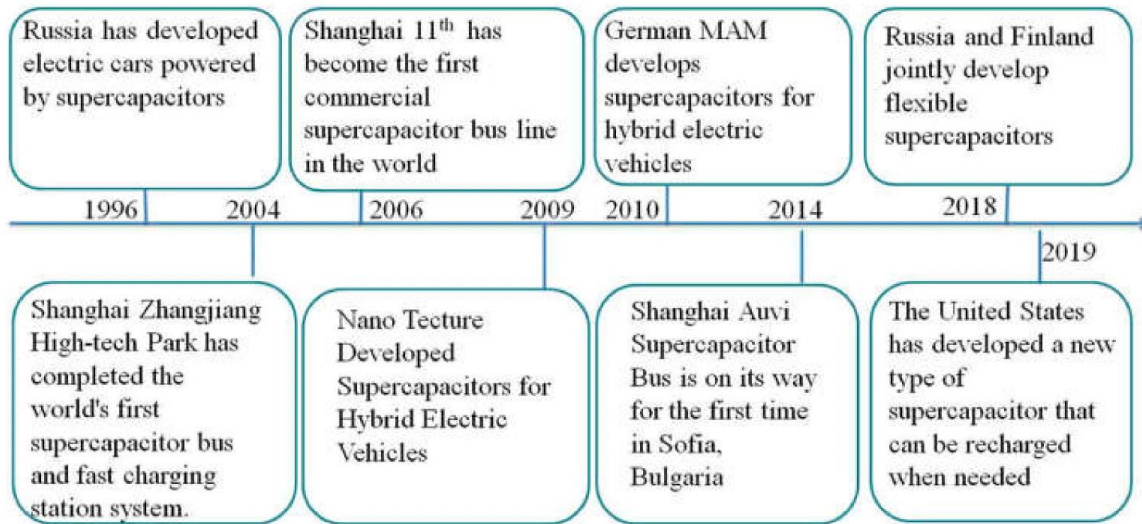 Russia has developed
electric cars powered
by supercapacitors
Shanghai 11th has
become the first
commercial
supercapacitor bus line
in the world
German MAM
develops
supercapacitors for
hybrid electric
vehicles
Russia and Finland
jointly develop
flexible
supercapacitors
1996
2004
2006
2009
2010
2014
2018
2019
Shanghai Zhangjiang
High-tech Park has
completed the
world's first
supercapacitor bus
and fast charging
station system.
Nano Tecture
Developed
Supercapacitors for
Hybrid Electric
Vehicles
Shanghai Auvi
Supercapacitor
Bus is on its way
for the first time
in Sofia,
Bulgaria
The United States
has developed a new
type of
supercapacitor that
can be recharged
when needed